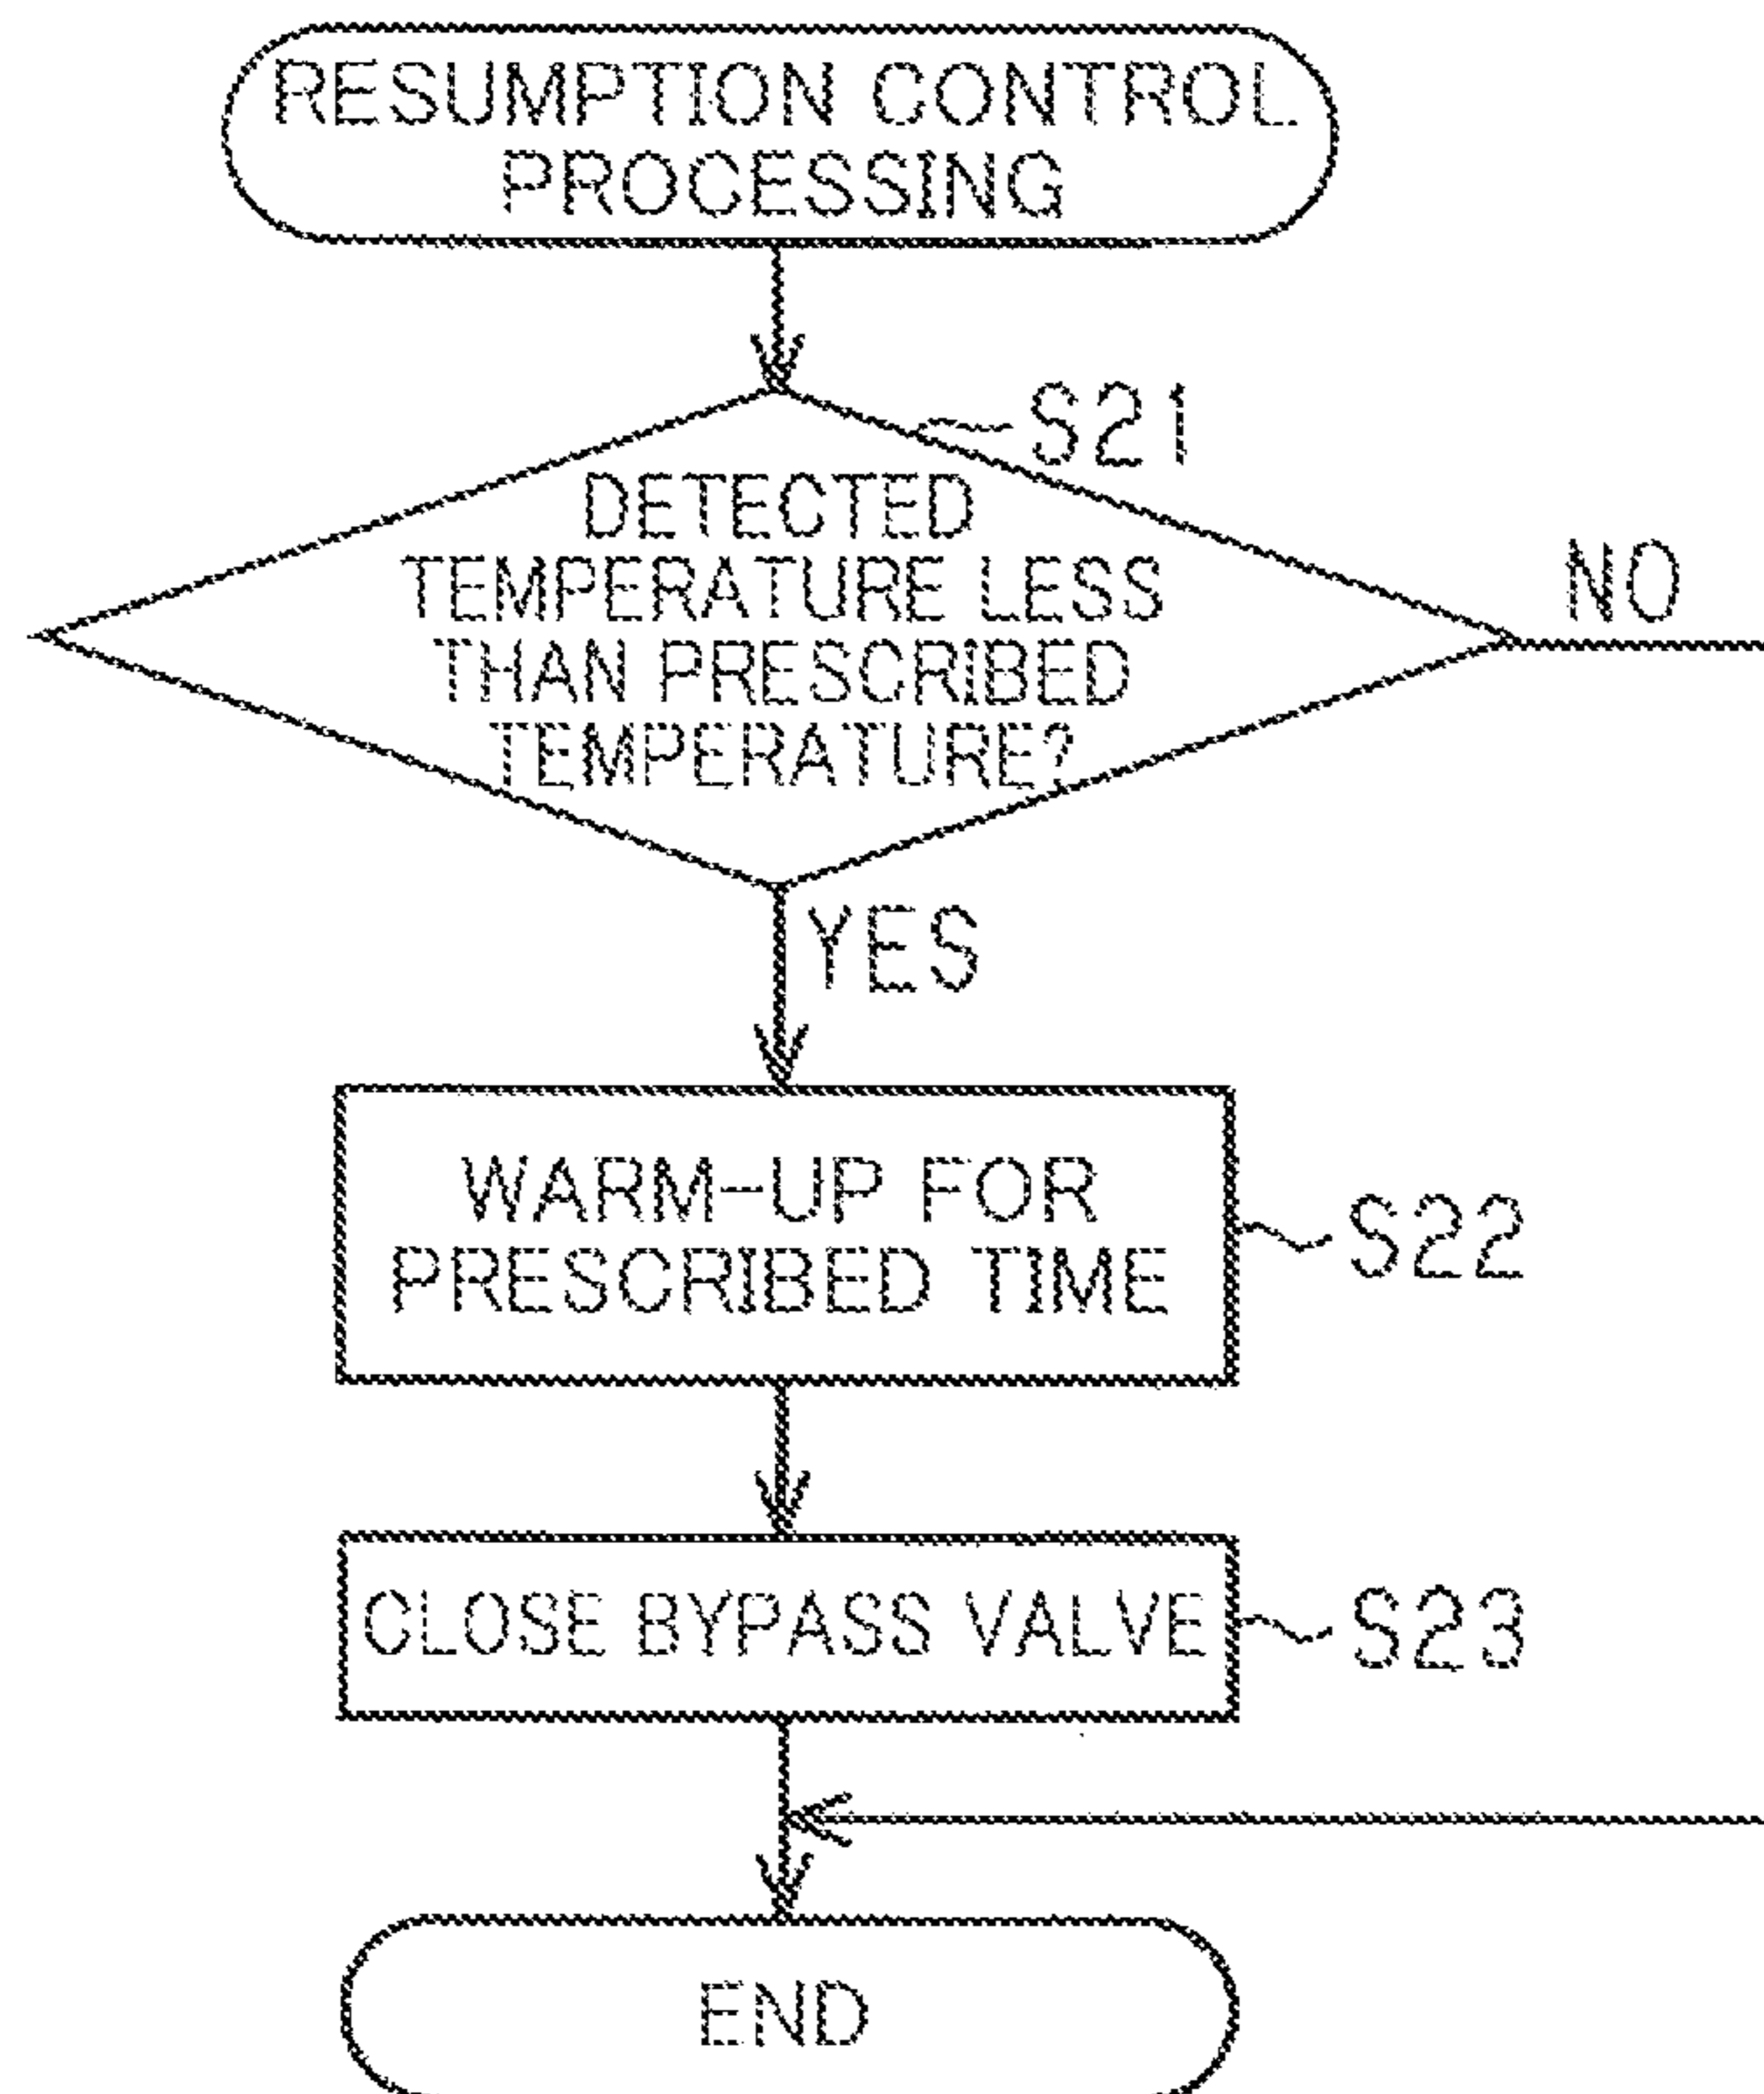 RESUMPTION CONTROL
PROCESSING
S21
DETECTED
TEMPERATURE LESS
THAN PRESCRIBED
TEMPERATURE?
NO
YES
WARM-UP FOR
PRESCRIBED TIME
S22
CLOSE BYPASS VALVE
S23
END